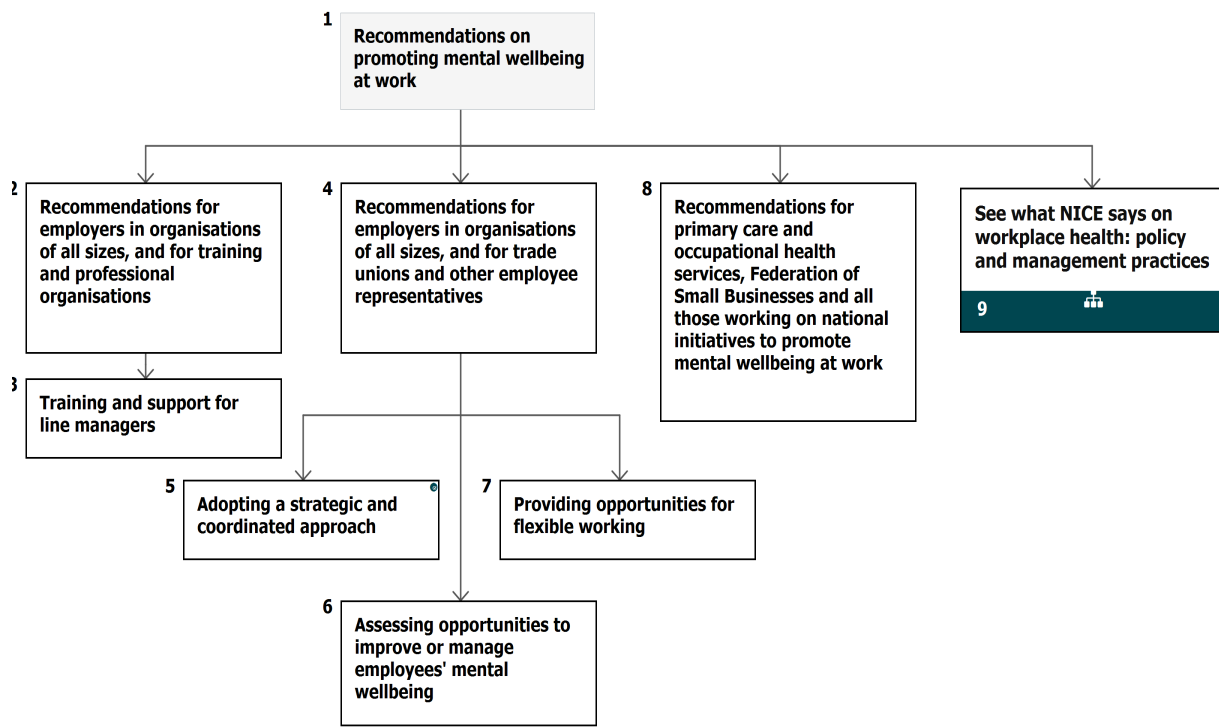 1
Recommendations on
promoting mental wellbeing
at work
2
Recommendations for
employers in organisations
of all sizes, and for training
and professional
organisations
4
Recommendations for
employers in organisations
of all sizes, and for trade
unions and other employee
representatives
8
Recommendations for
primary care and
occupational health
services, Federation of
Small Businesses and all
those working on national
initiatives to promote
mental wellbeing at work
See what NICE says on
workplace health: policy
and management practices
9
3
Training and support for
line managers
5
Adopting a strategic and
coordinated approach
7
Providing opportunities for
flexible working
6
Assessing opportunities to
improve or manage
employees' mental
wellbeing